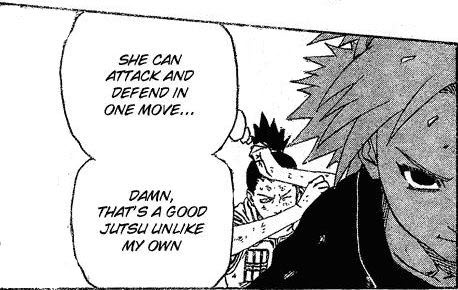 SHE CAN
ATTACK AND
DEFEND IN
ONE MOVE...
DAMN,
THAT'S A GOOD
JUTSU UNLIKE
MY OWN